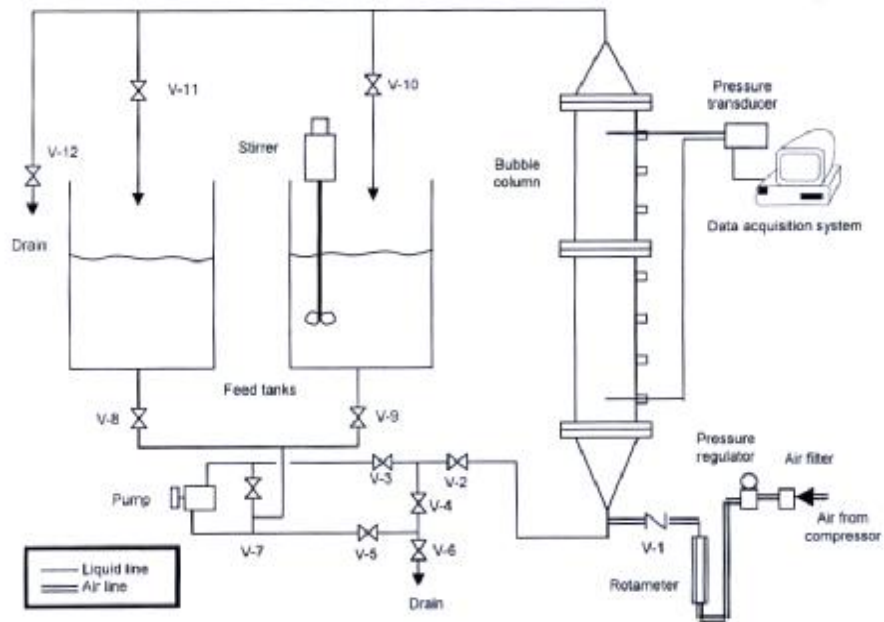 V-11
V-10
Pressure
transducer
V-12
Stirrer
Bubble
column
Drain
Data acquisition system
Feed tanks
V-8
V-9
Pressure
regulator
Air filter
V-3
V-2
Pump
V-4
Air from
compressor
V-7
V-5
V-6
V-1
Liquid line
Air line
Rotameter
Drain